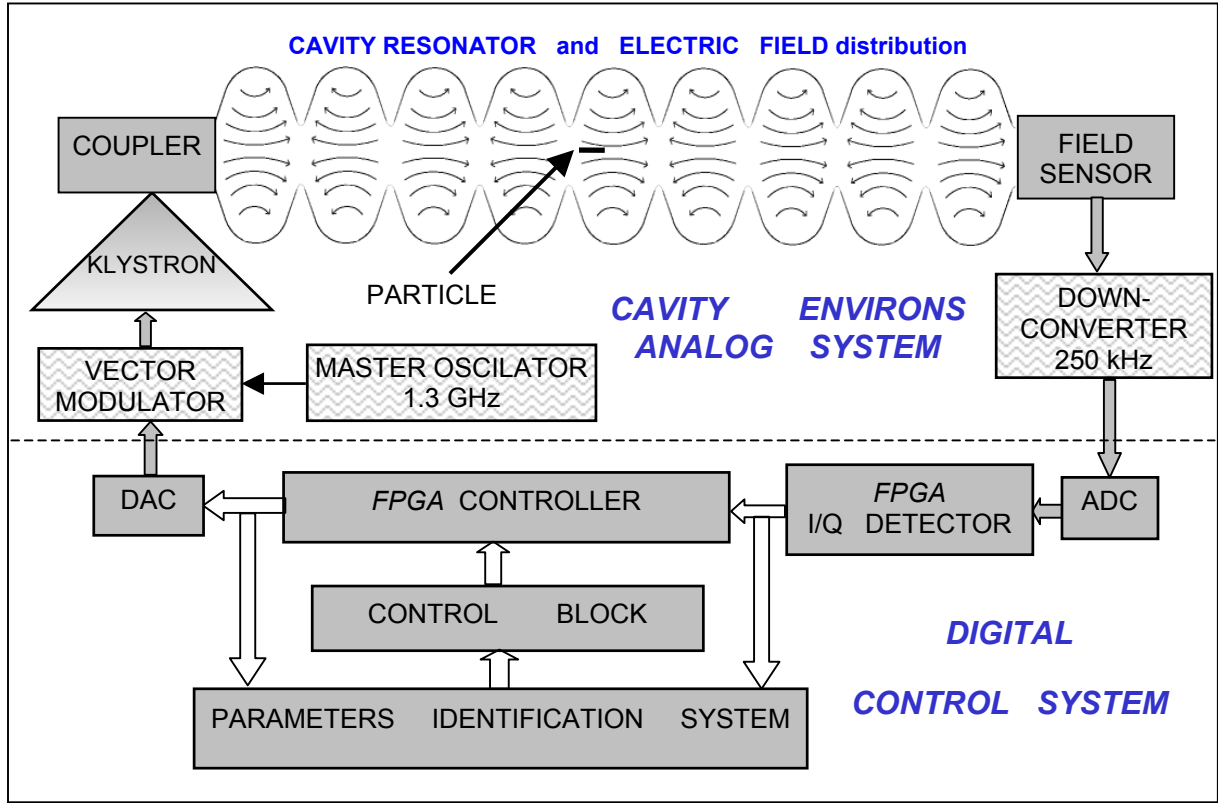 CAVITY RESONATOR and ELECTRIC FIELD distribution
COUPLER
FIELD
SENSOR
KLYSTRON
PARTICLE
CAVITY ENVIRONS
ANALOG SYSTEM
DOWN-
CONVERTER
250 kHz
VECTOR
MODULATOR
MASTER OSCILATOR
1.3 GHz
DAC
FPGA CONTROLLER
FPGA
I/Q DETECTOR
ADC
CONTROL BLOCK
DIGITAL
CONTROL SYSTEM
PARAMETERS IDENTIFICATION SYSTEM